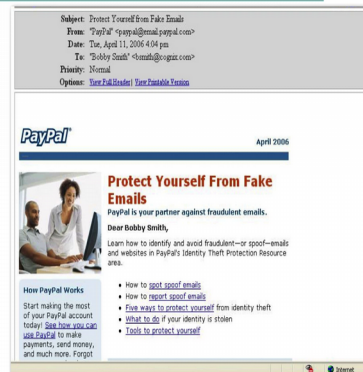 Subject: Protect Yourself from Fake Emails
From: "PayPal" <paypal@email.paypal.com>
Date: Tue, April 11, 2006 4:04 pm
To: "Bobby Smith" <bsmith@cognix.com>
Priority: Normal
Options: View Full Header | View Printable Version
PayPal
April 2006
Protect Yourself From Fake
Emails
PayPal is your partner against fraudulent emails.
Dear Bobby Smith,
Learn how to identify and avoid fraudulent—or spoof—emails
and websites in PayPal's Identity Theft Protection Resource
area.
• How to spot spoof emails
• How to report spoof emails
• Five ways to protect yourself from identity theft
• What to do if your identity is stolen
• Tools to protect yourself
How PayPal Works
Start making the most
of your PayPal account
today! See how you can
use PayPal to make
payments, send money,
and much more. Forgot
Internet